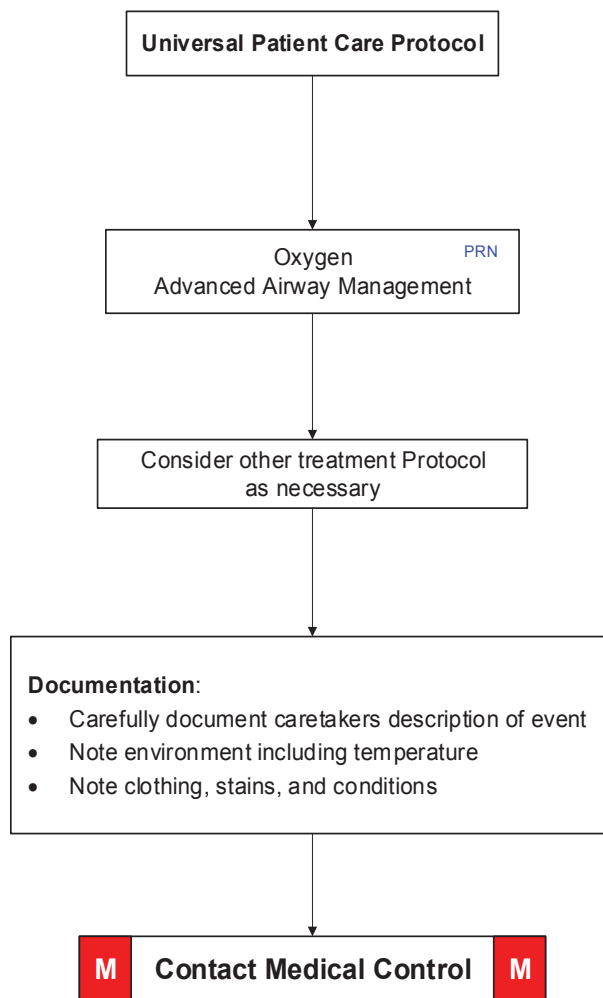 Universal Patient Care Protocol
Oxygen PRN
Advanced Airway Management
Consider other treatment Protocol
as necessary
Documentation:
• Carefully document caretakers description of event
• Note environment including temperature
• Note clothing, stains, and conditions
M Contact Medical Control M